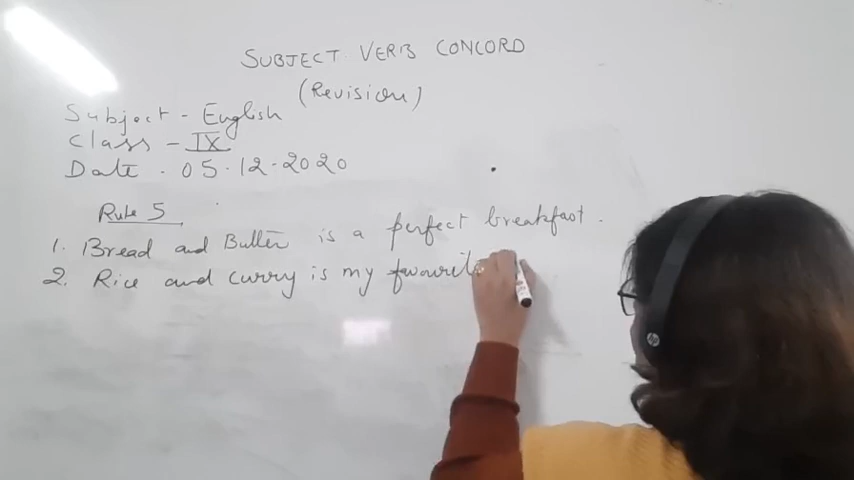 SUBJECT VERB CONCORD
(Revision)
Subject - English
Class - IX
Date . 05.12.2020
Rule 5
1. Bread and Butter is a perfect breakfast.
2. Rice and curry is my favourit